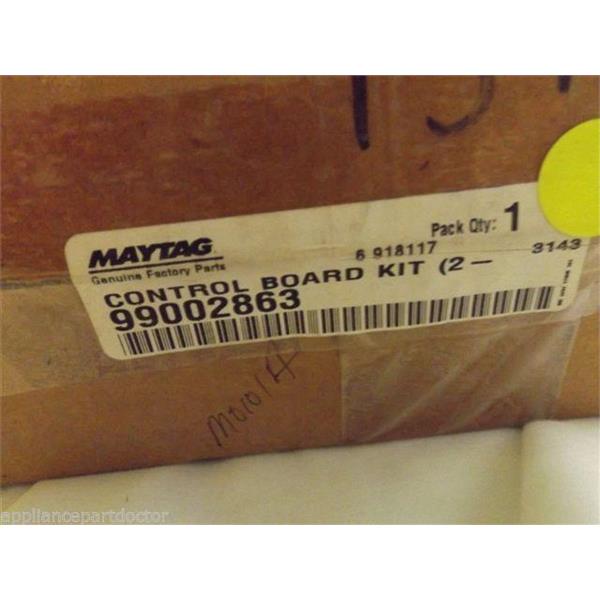 MAYTAG
Genuine Factory Parts
Pack Qty: 1
6 918117
3143
CONTROL BOARD KIT (2-
99002863
appliancepartdoctor